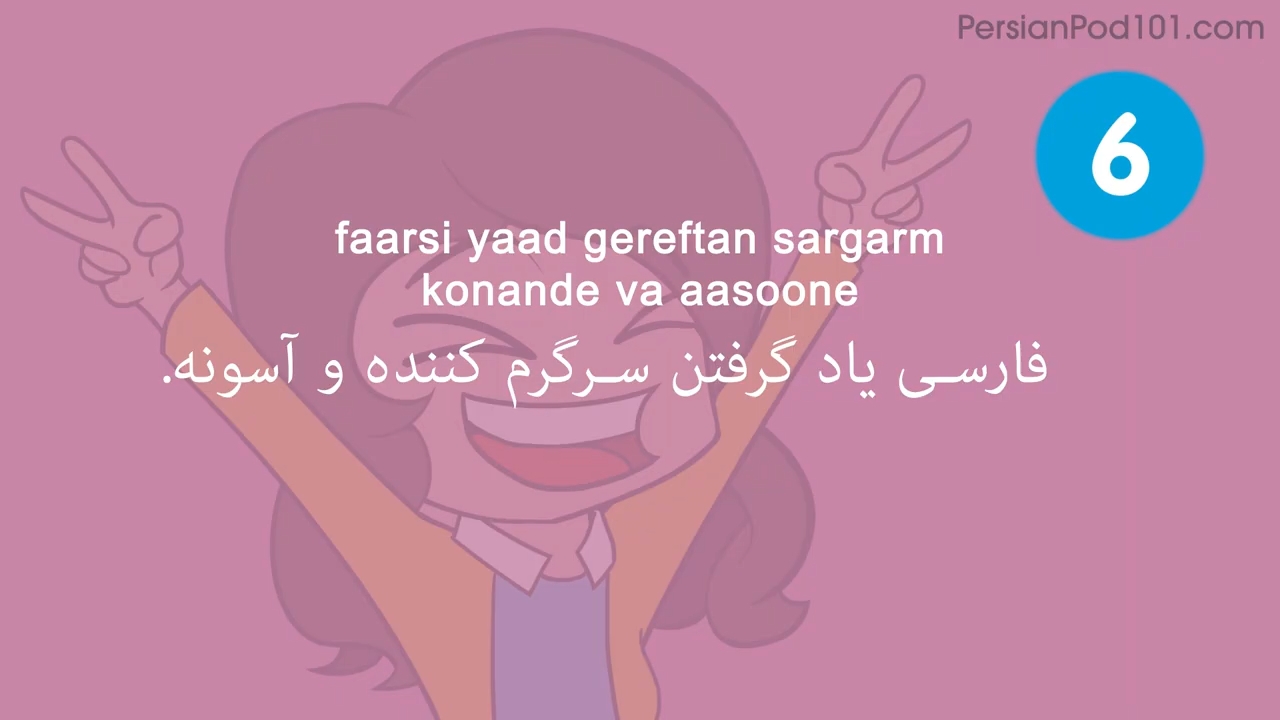 PersianPod101.com
6
faarsi yaad gereftan sargarm
konande va aasoone
فارسی یاد گرفتن سرگرم کننده و آسونه.